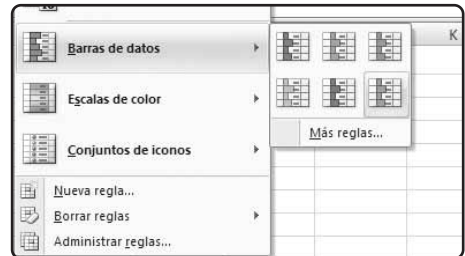 Barras de datos
K
Escalas de color
Más reglas...
Conjuntos de iconos
Nueva regla...
Borrar reglas
Administrar reglas...